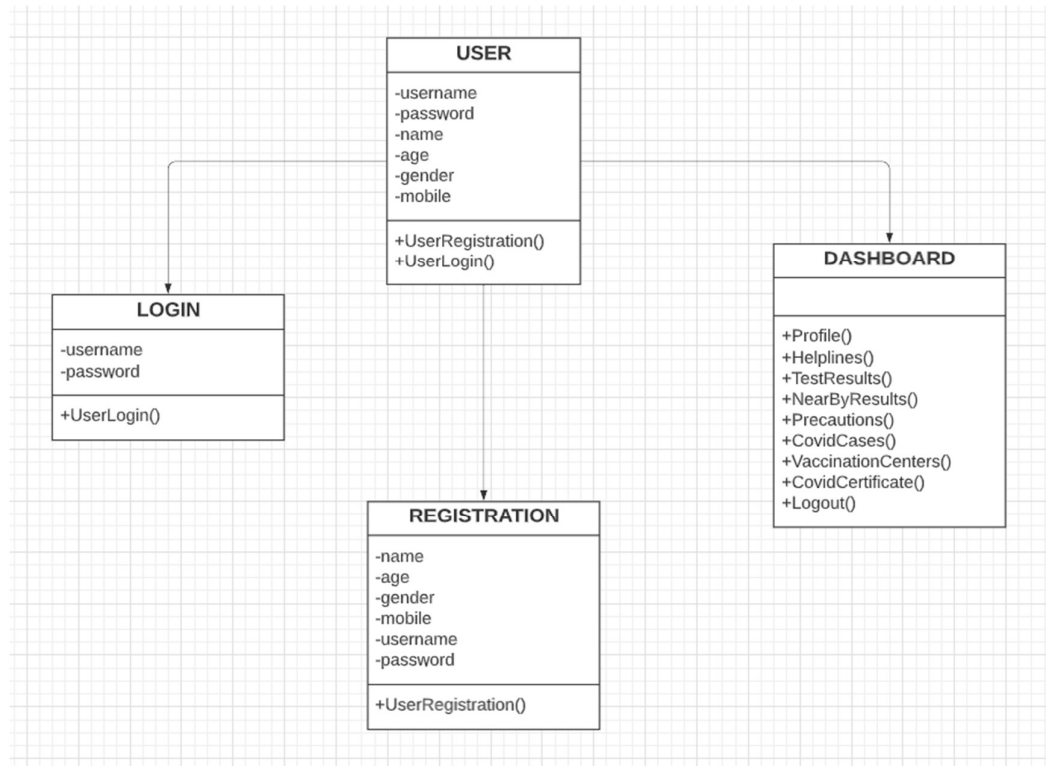 USER
-username
-password
-name
-age
-gender
-mobile
+UserRegistration()
+UserLogin()
LOGIN
-username
-password
+UserLogin()
REGISTRATION
-name
-age
-gender
-mobile
-username
-password
+UserRegistration()
DASHBOARD
+Profile()
+Helplines()
+TestResults()
+NearByResults()
+Precautions()
+CovidCases()
+VaccinationCenters()
+CovidCertificate()
+Logout()